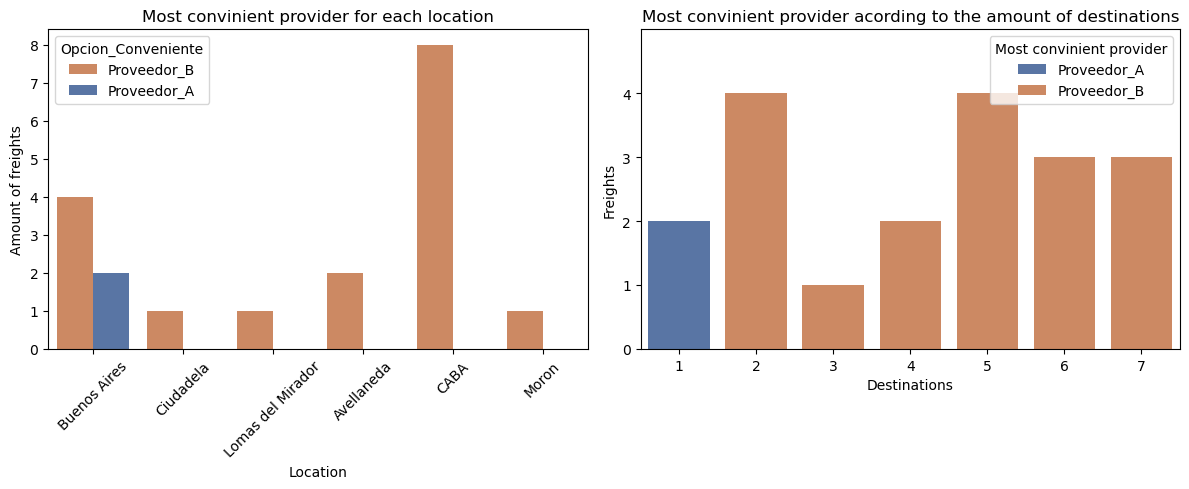 Most convinient provider for each location
Opcion_Conveniente
Proveedor_B
Proveedor_A
Amount of freights
8
7
6
5
4
3
2
1
0
Buenos Aires
Ciudadela
Lomas del Mirador
Avellaneda
CABA
Moron
Location
Most convinient provider acording to the amount of destinations
Most convinient provider
Proveedor_A
Proveedor_B
Freights
4
3
2
1
0
1 2 3 4 5 6 7
Destinations